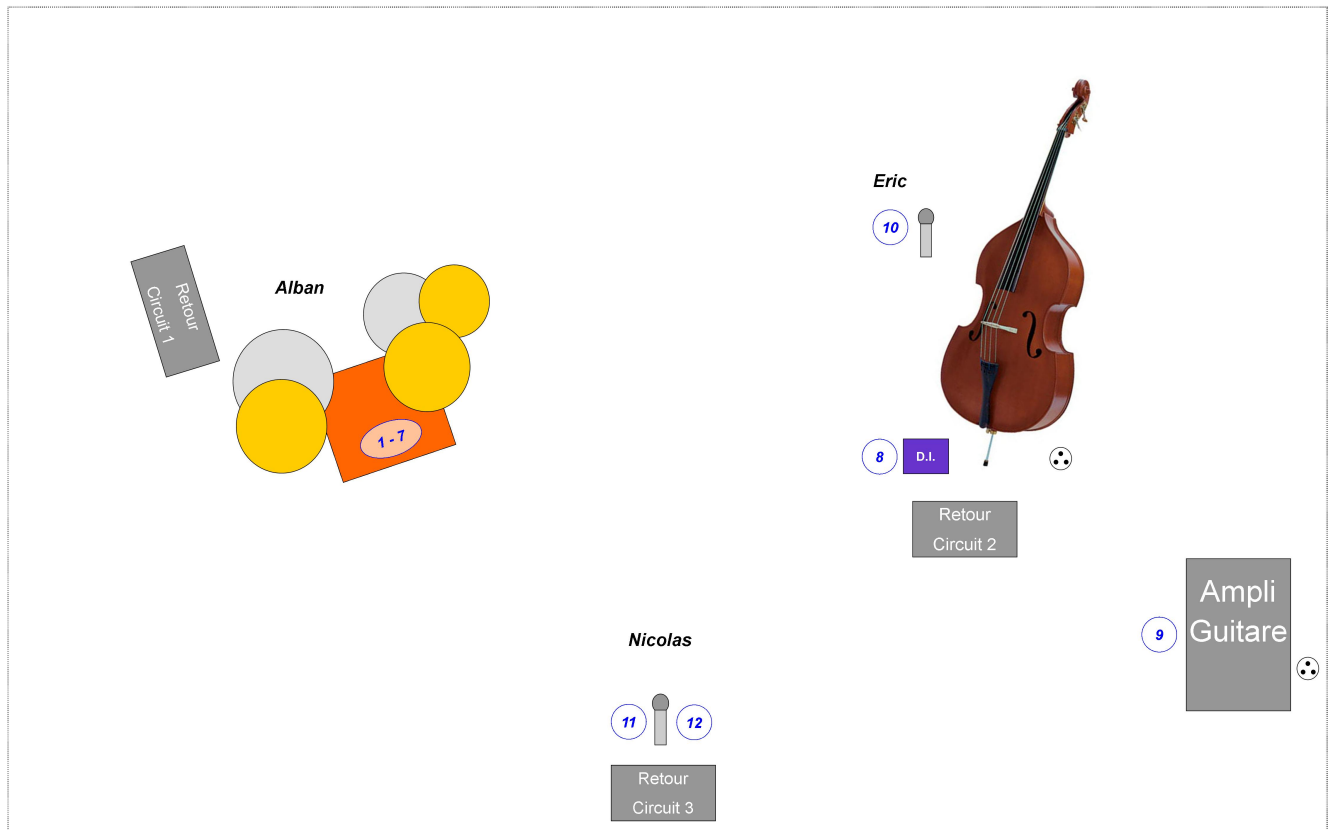 Eric
10
Alban
Retour
Circuit 1
1 - 7
8
D.I.
Retour
Circuit 2
Ampli
Guitare
9
Nicolas
11
12
Retour
Circuit 3